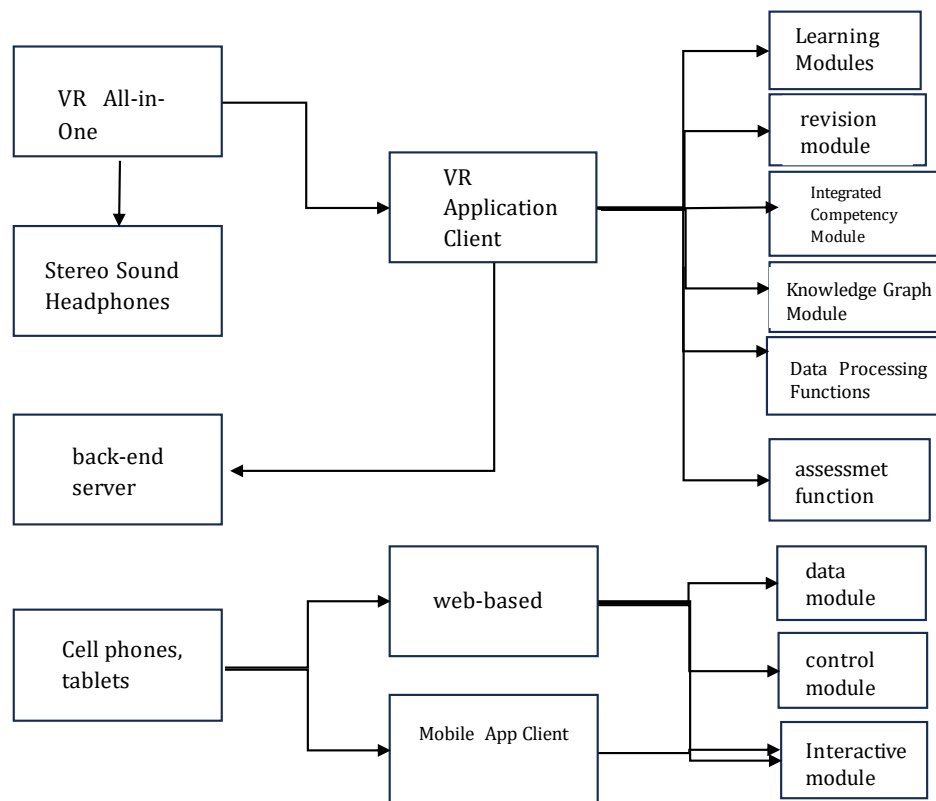 VR All-in-
One
Stereo Sound
Headphones
back-end
server
Cell phones,
tablets
VR
Application
Client
web-based
Mobile App Client
Learning
Modules
revision
module
Integrated
Competency
Module
Knowledge Graph
Module
Data Processing
Functions
assessmet
function
data
module
control
module
Interactive
module